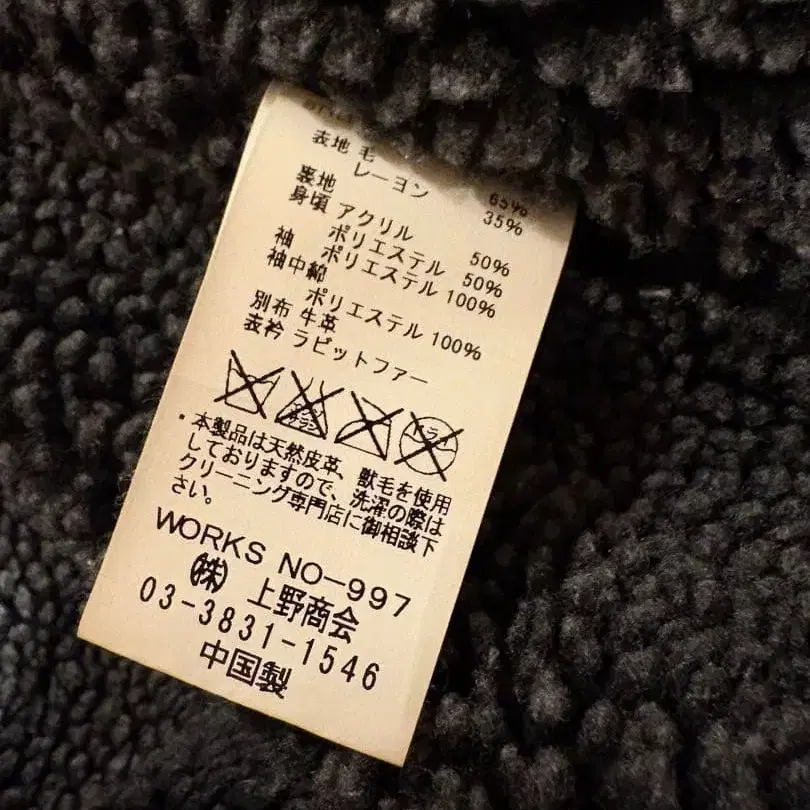 表地 毛 65%
レーヨン 35%
裏地
身頃 アクリル 50%
ポリエステル 50%
袖 ポリエステル 100%
袖中綿
ポリエステル 100%
別布 牛革
表衿 ラビットファー
・本製品は天然皮革、獣毛を使用
しておりますので、洗濯の際は
クリーニング専門店に御相談下
さい。
WORKS NO-997
㈱ 上野商会
03-3831-1546
中国製